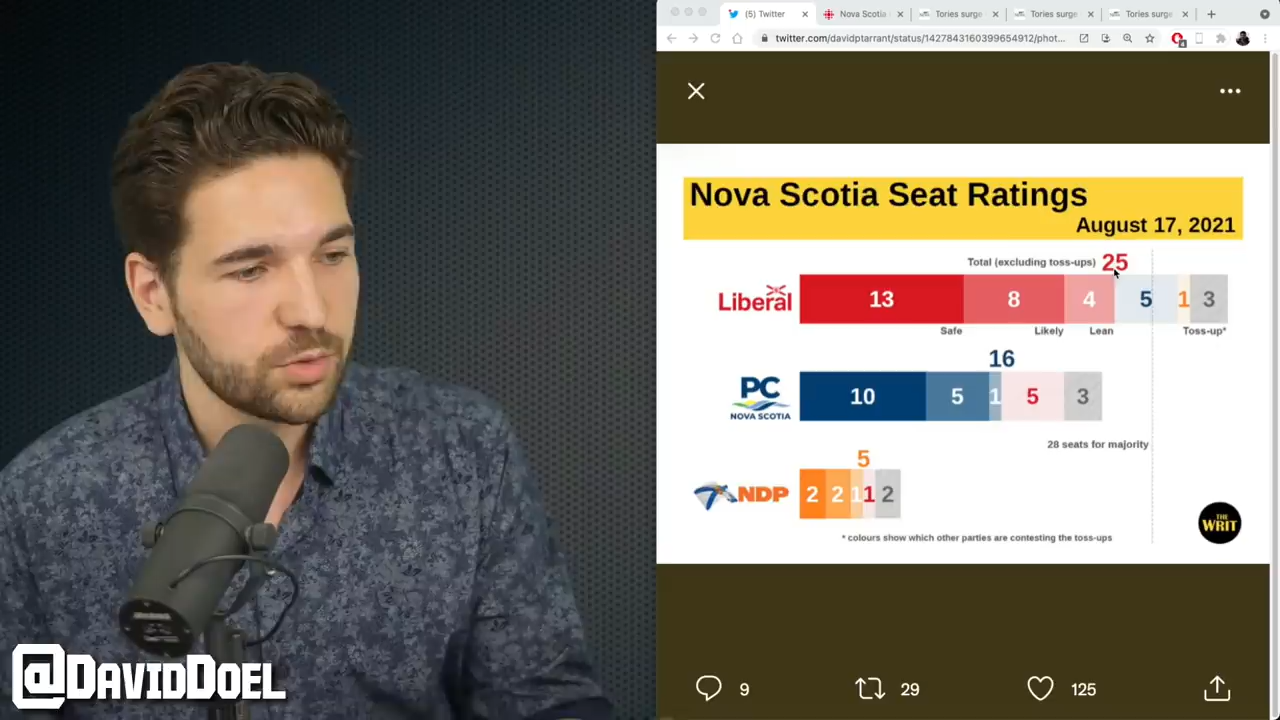 (5) Twitter
Nova Scotia
Tories surge
Tories surge
Tories surge
twitter.com/davidptarrant/status/1427843160399654912/phot...
4
Nova Scotia Seat Ratings
August 17, 2021
Total (excluding toss-ups) 25
Liberal 13 8 4 5 1 3
Safe Likely Lean Toss-up*
16
PC 10 5 1 5 3
NOVA SCOTIA
28 seats for majority
5
NDP 2 2 1 1 2
THE
WRIT
* colours show which other parties are contesting the toss-ups
9 29 125
@DAVIDDOEL